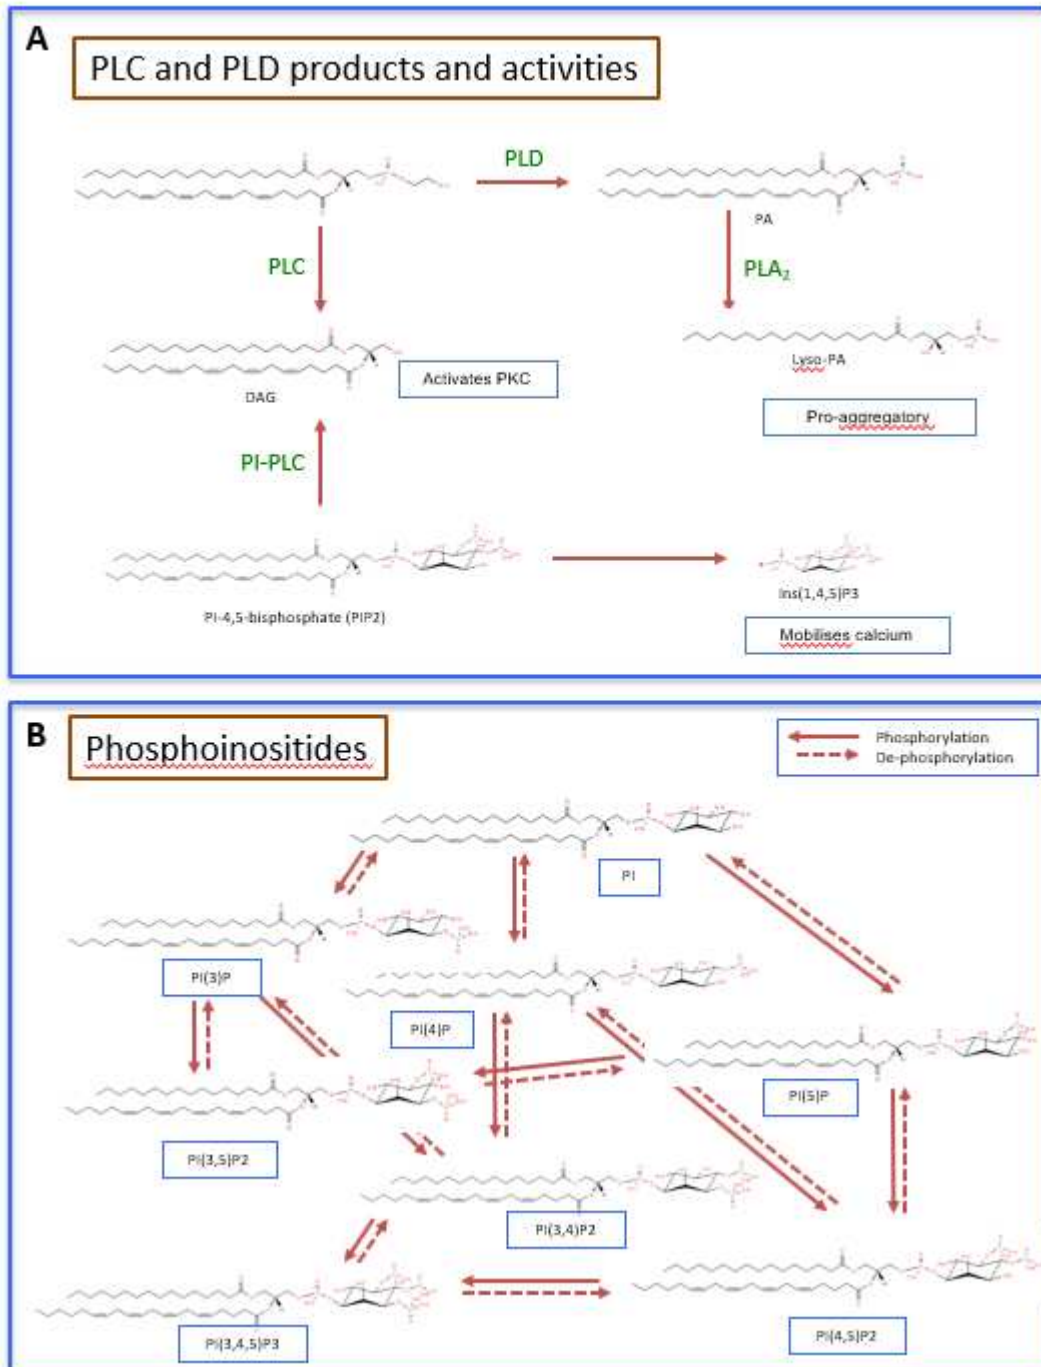 A
PLC and PLD products and activities
PLD
PA
PLC
PLA₂
DAG
Activates PKC
Lyso-PA
Pro-aggregatory
PI-PLC
PI-4,5-bisphosphate (PIP2)
Ins(1,4,5)P3
Mobilises calcium
B
Phosphoinositides
Phosphorylation
De-phosphorylation
PI
PI(3)P
PI(4)P
PI(5)P
PI(3,5)P2
PI(3,4)P2
PI(3,4,5)P3
PI(4,5)P2